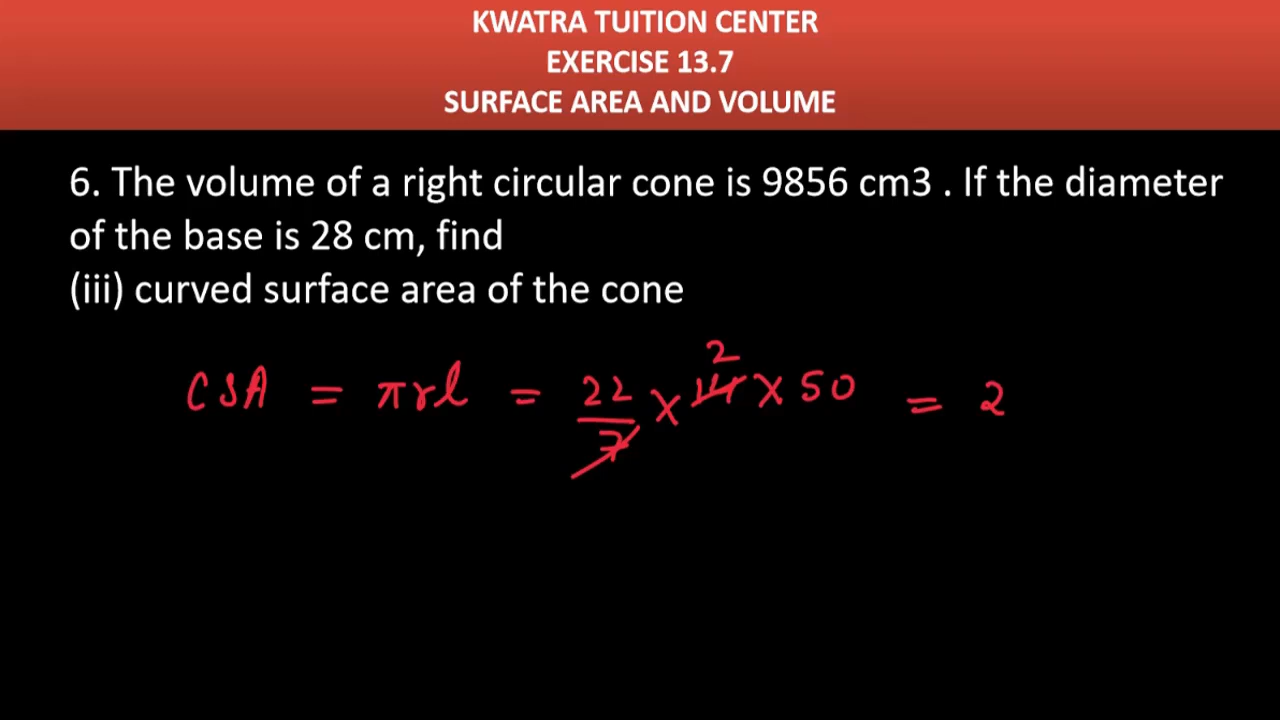 KWATRA TUITION CENTER
EXERCISE 13.7
SURFACE AREA AND VOLUME
6. The volume of a right circular cone is 9856 cm3 . If the diameter
of the base is 28 cm, find
(iii) curved surface area of the cone
CSA = πrl = 22/7 × 14 2 × 50 = 2